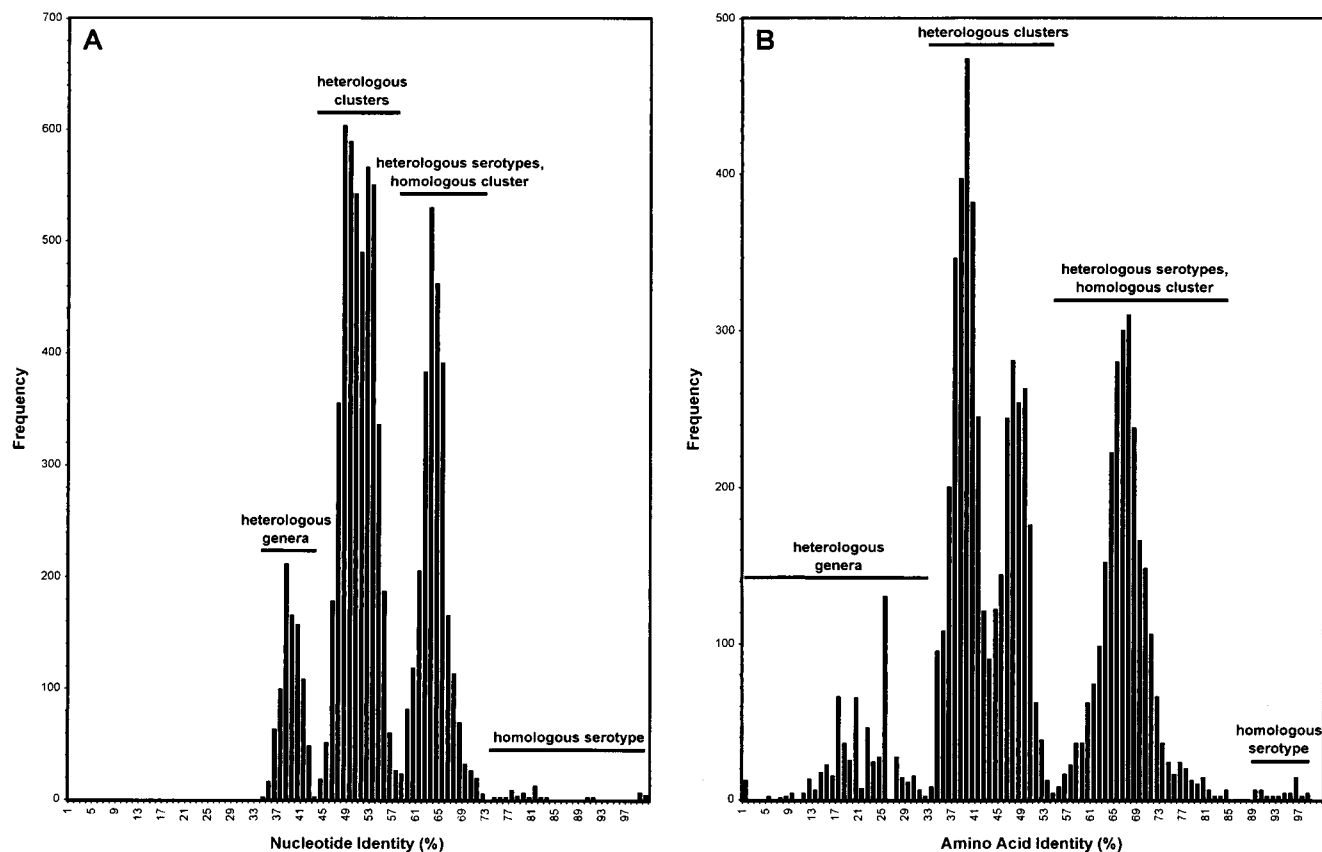 A
700
600
500
400
300
200
100
0
Frequency
heterologous
clusters
heterologous serotypes,
homologous cluster
heterologous
genera
homologous serotype
1 5 9 13 17 21 25 29 33 37 41 45 49 53 57 61 65 69 73 77 81 85 89 93 97
Nucleotide Identity (%)
B
500
400
300
200
100
0
Frequency
heterologous clusters
heterologous serotypes,
homologous cluster
heterologous
genera
homologous
serotype
1 5 9 13 17 21 25 29 33 37 41 45 49 53 57 61 65 69 73 77 81 85 89 93 97
Amino Acid Identity (%)